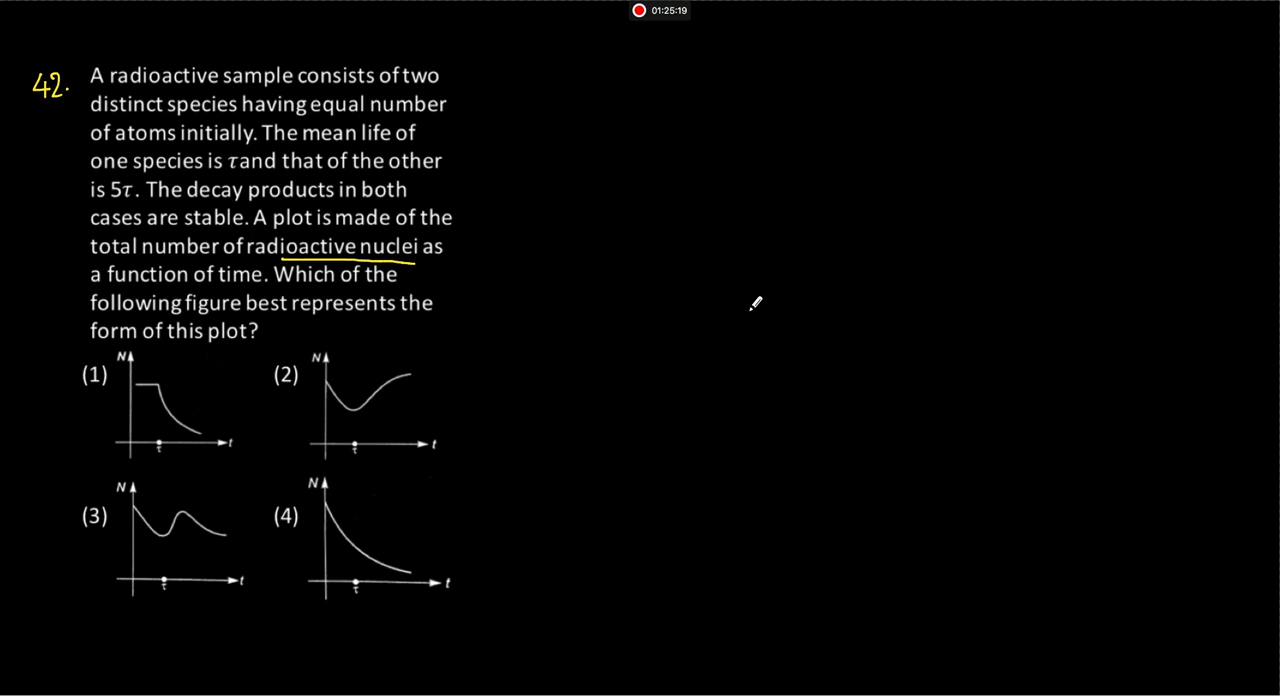 01:25:19
42.
A radioactive sample consists of two
distinct species having equal number
of atoms initially. The mean life of
one species is τand that of the other
is 5τ. The decay products in both
cases are stable. A plot is made of the
total number of radioactive nuclei as
a function of time. Which of the
following figure best represents the
form of this plot?
(1) N t τ
(2) N t τ
(3) N t τ
(4) N t τ